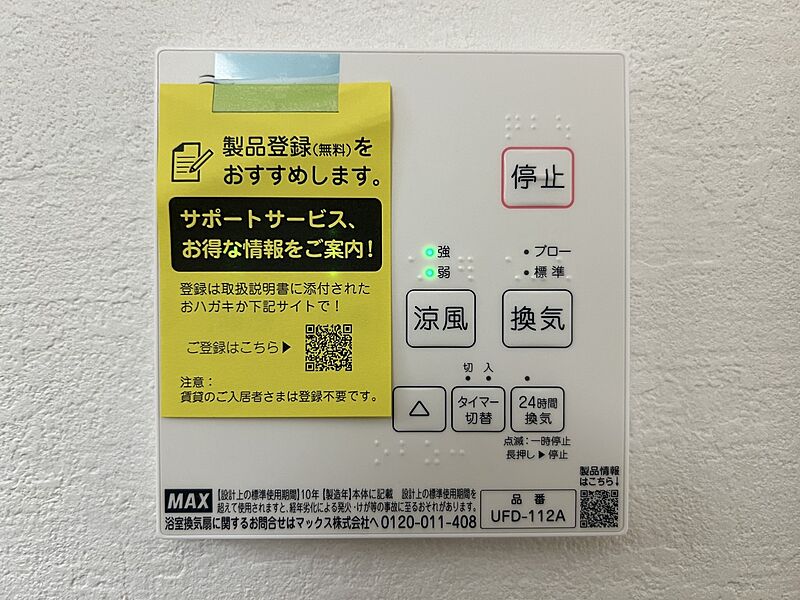 製品登録(無料)を
おすすめします。
サポートサービス、
お得な情報をご案内!
登録は取扱説明書に添付された
おハガキか下記サイトで!
ご登録はこちら▶
注意:
賃貸のご入居者さまは登録不要です。
停止
強
弱
涼風
ブロー
標準
換気
切 入
△
タイマー
切替
24時間
換気
点滅:一時停止
長押し▶停止
製品情報
はこちら↓
MAX
【設計上の標準使用期間】10年【製造年】本体に記載 設計上の標準使用期間を
超えて使用されますと、経年劣化による発火・けが等の事故に至るおそれがあります。
浴室換気扇に関するお問合せはマックス株式会社へ 0120-011-408
品番
UFD-112A